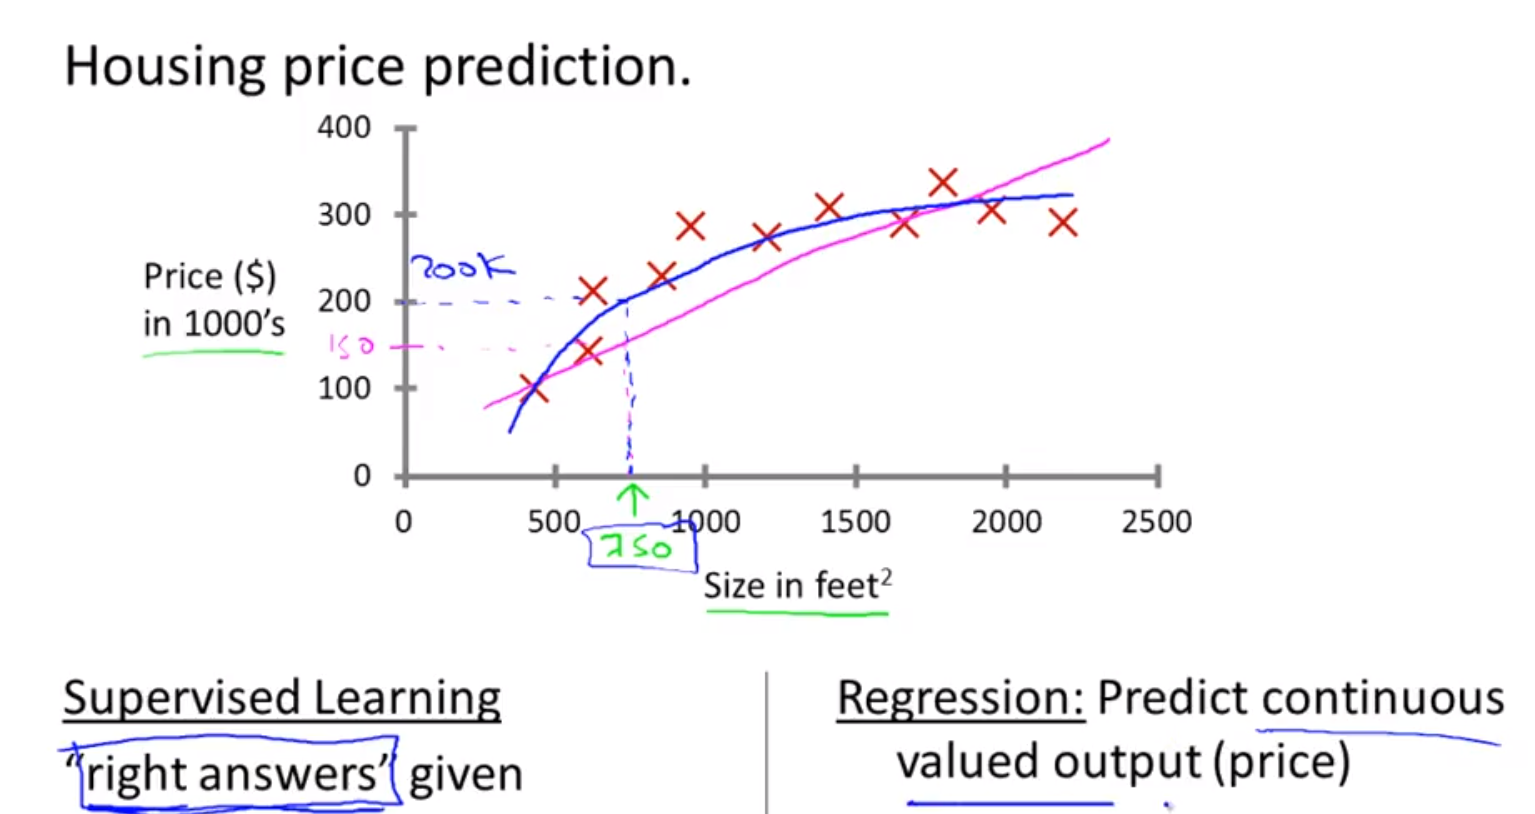 Housing price prediction.
400
300
200K
Price ($)
200
in 1000's
150
100
0
0 500 1000 1500 2000 2500
750
Size in feet²
Supervised Learning
"right answers" given
Regression: Predict continuous
valued output (price)